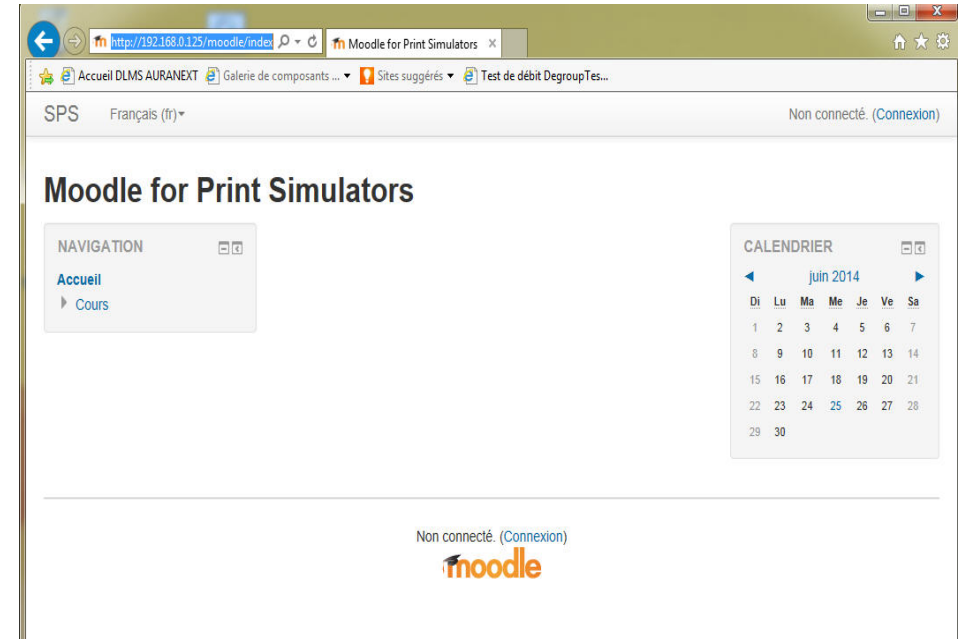 http://192.168.0.125/moodle/index
Moodle for Print Simulators
Accueil DLMS AURANEXT Galerie de composants ... Sites suggérés Test de débit DegroupTes...
SPS Français (fr) Non connecté. (Connexion)
Moodle for Print Simulators
NAVIGATION
Accueil
Cours
CALENDRIER
juin 2014
Di Lu Ma Me Je Ve Sa
1 2 3 4 5 6 7
8 9 10 11 12 13 14
15 16 17 18 19 20 21
22 23 24 25 26 27 28
29 30
Non connecté. (Connexion)
moodle